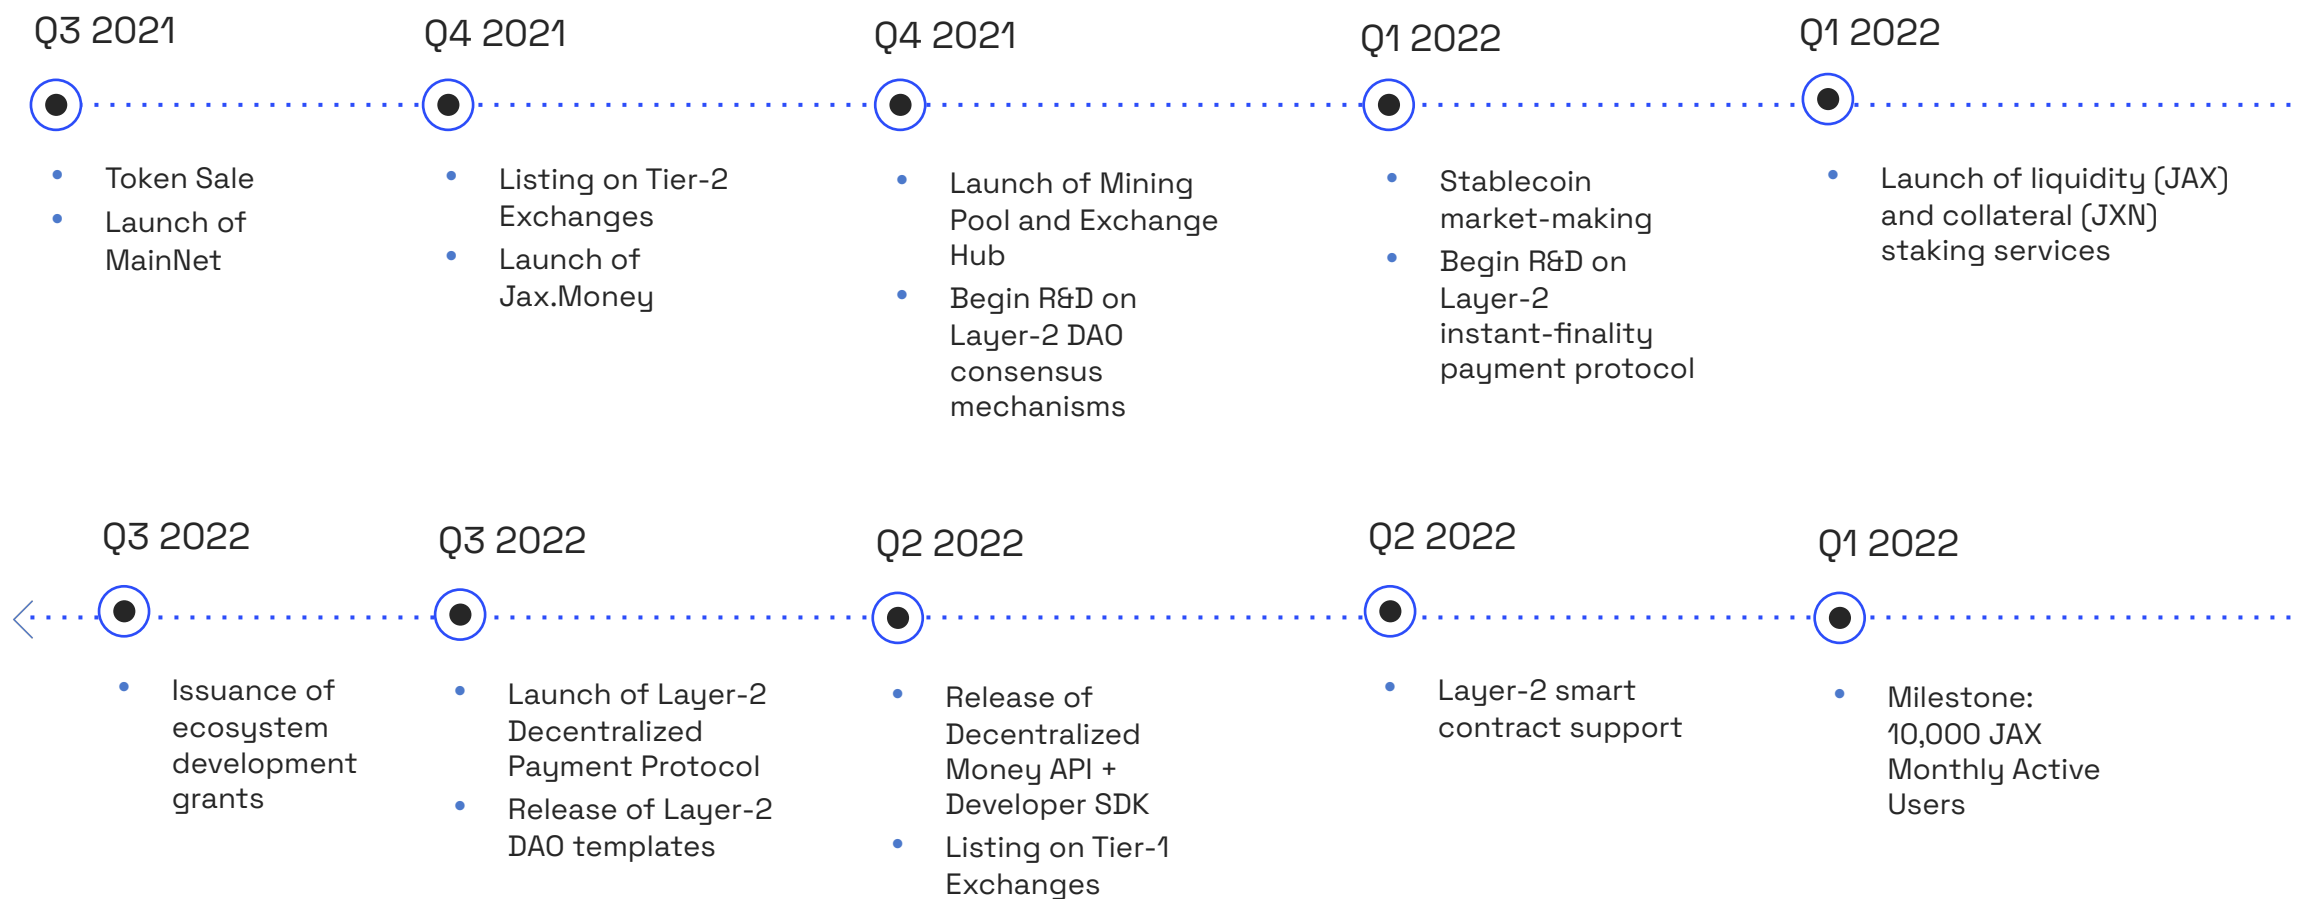 Q3 2021
Token Sale
Launch of
MainNet
Q4 2021
Listing on Tier-2
Exchanges
Launch of
Jax.Money
Q4 2021
Launch of Mining
Pool and Exchange
Hub
Begin R&D on
Layer-2 DAO
consensus
mechanisms
Q1 2022
Stablecoin
market-making
Begin R&D on
Layer-2
instant-finality
payment protocol
Q1 2022
Launch of liquidity (JAX)
and collateral (JXN)
staking services
Q3 2022
Issuance of
ecosystem
development
grants
Q3 2022
Launch of Layer-2
Decentralized
Payment Protocol
Release of Layer-2
DAO templates
Q2 2022
Release of
Decentralized
Money API +
Developer SDK
Listing on Tier-1
Exchanges
Q2 2022
Layer-2 smart
contract support
Q1 2022
Milestone:
10,000 JAX
Monthly Active
Users